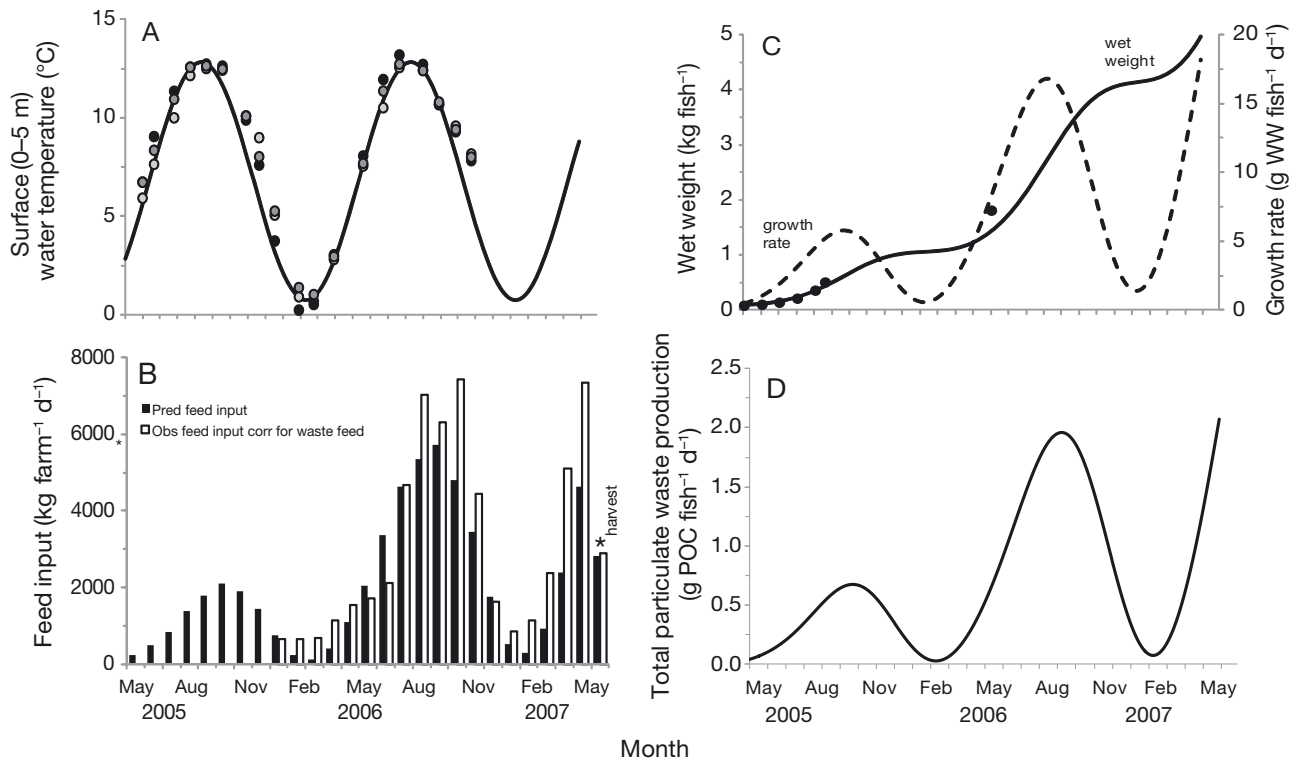 A
Surface (0–5 m)
water temperature (°C)
15
10
5
0
B
Feed input (kg farm⁻¹ d⁻¹)
8000
6000
4000
2000
0
Pred feed input
Obs feed input corr for waste feed
*
*harvest
May Aug Nov Feb May Aug Nov Feb May
2005 2006 2007
C
Wet weight (kg fish⁻¹)
5
4
3
2
1
0
wet
weight
growth
rate
20
15
10
5
0
Growth rate (g WW fish⁻¹ d⁻¹)
D
Total particulate waste production
(g POC fish⁻¹ d⁻¹)
2.5
2.0
1.5
1.0
0.5
0.0
May Aug Nov Feb May Aug Nov Feb May
2005 2006 2007
Month